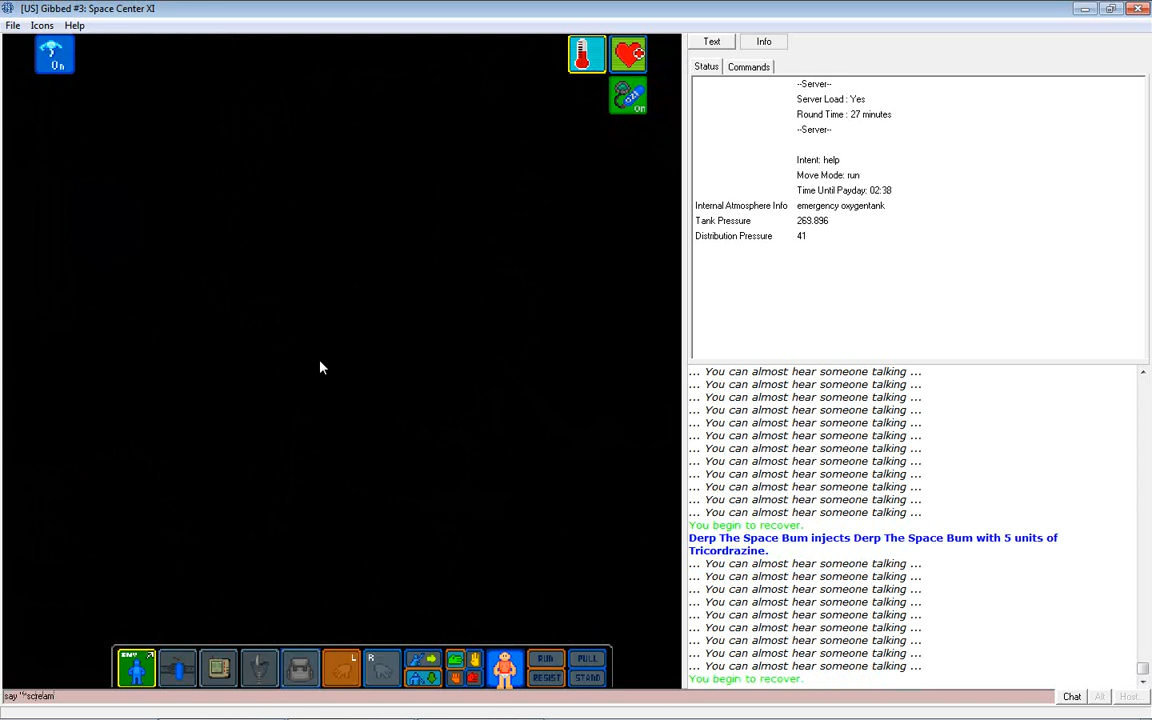 [US] Gibbed #3: Space Center XI
File Icons Help
On
On
Text Info
Status Commands
--Server--
Server Load : Yes
Round Time : 27 minutes
--Server--
Intent: help
Move Mode: run
Time Until Payday: 02:38
Internal Atmosphere Info emergency oxygentank
Tank Pressure 269.896
Distribution Pressure 41
... You can almost hear someone talking ...
... You can almost hear someone talking ...
... You can almost hear someone talking ...
... You can almost hear someone talking ...
... You can almost hear someone talking ...
... You can almost hear someone talking ...
... You can almost hear someone talking ...
... You can almost hear someone talking ...
... You can almost hear someone talking ...
... You can almost hear someone talking ...
... You can almost hear someone talking ...
... You can almost hear someone talking ...
You begin to recover.
Derp The Space Bum injects Derp The Space Bum with 5 units of
Tricordrazine.
... You can almost hear someone talking ...
... You can almost hear someone talking ...
... You can almost hear someone talking ...
... You can almost hear someone talking ...
... You can almost hear someone talking ...
... You can almost hear someone talking ...
... You can almost hear someone talking ...
... You can almost hear someone talking ...
... You can almost hear someone talking ...
You begin to recover.
L R RUN PULL
RESIST STAND
Chat Alt Host...